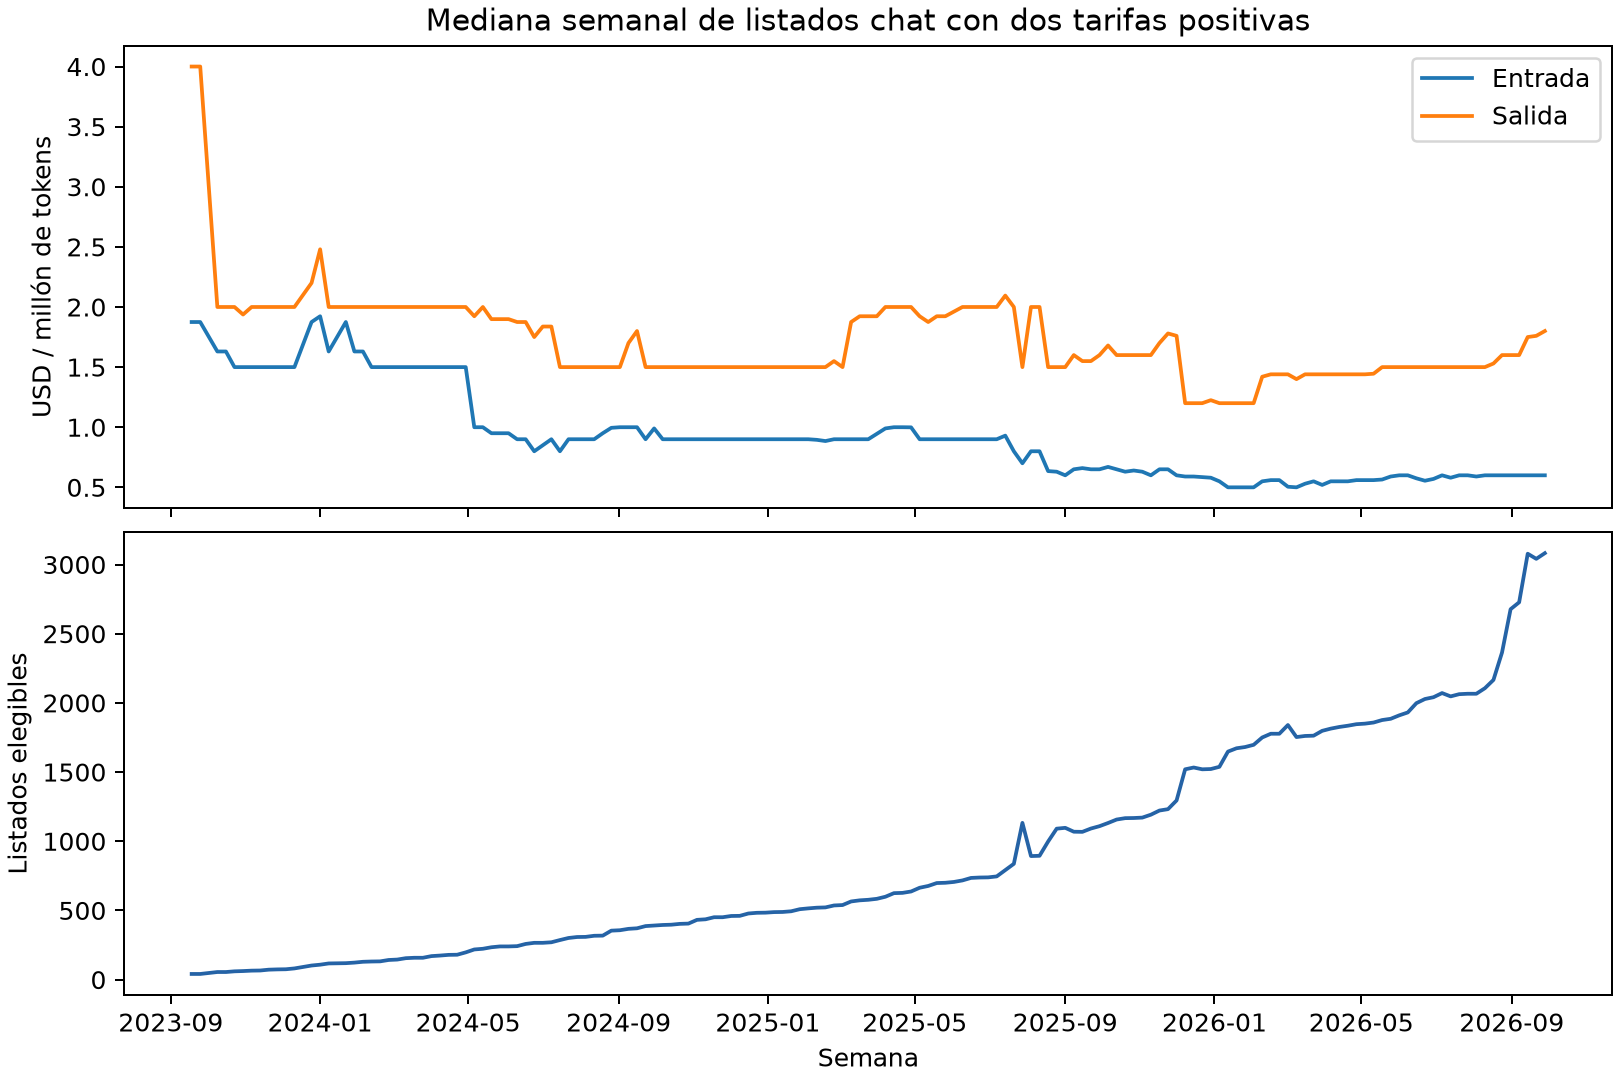 Mediana semanal de listados chat con dos tarifas positivas
USD / millón de tokens
4.0
3.5
3.0
2.5
2.0
1.5
1.0
0.5
Entrada
Salida
Listados elegibles
3000
2500
2000
1500
1000
500
0
2023-09 2024-01 2024-05 2024-09 2025-01 2025-05 2025-09 2026-01 2026-05 2026-09
Semana